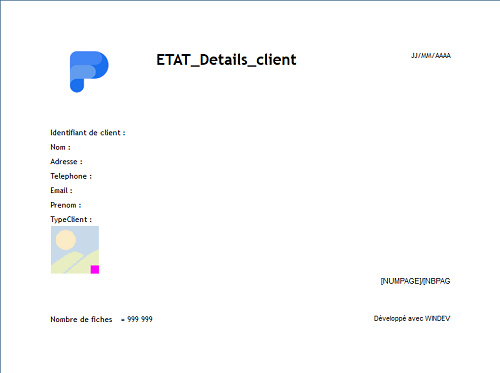 ETAT_Details_client
JJ/MM/AAAA
Identifiant de client :
Nom :
Adresse :
Telephone :
Email :
Prenom :
TypeClient :
[NUMPAGE]/[NBPAG
Nombre de fiches = 999 999
Développé avec WINDEV